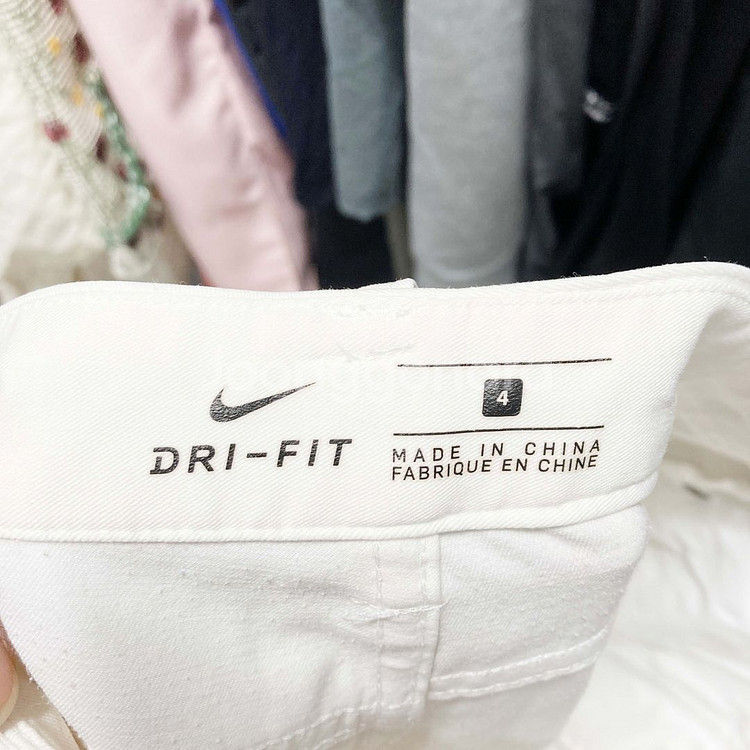 DRI-FIT
4
MADE IN CHINA
FABRIQUE EN CHINE